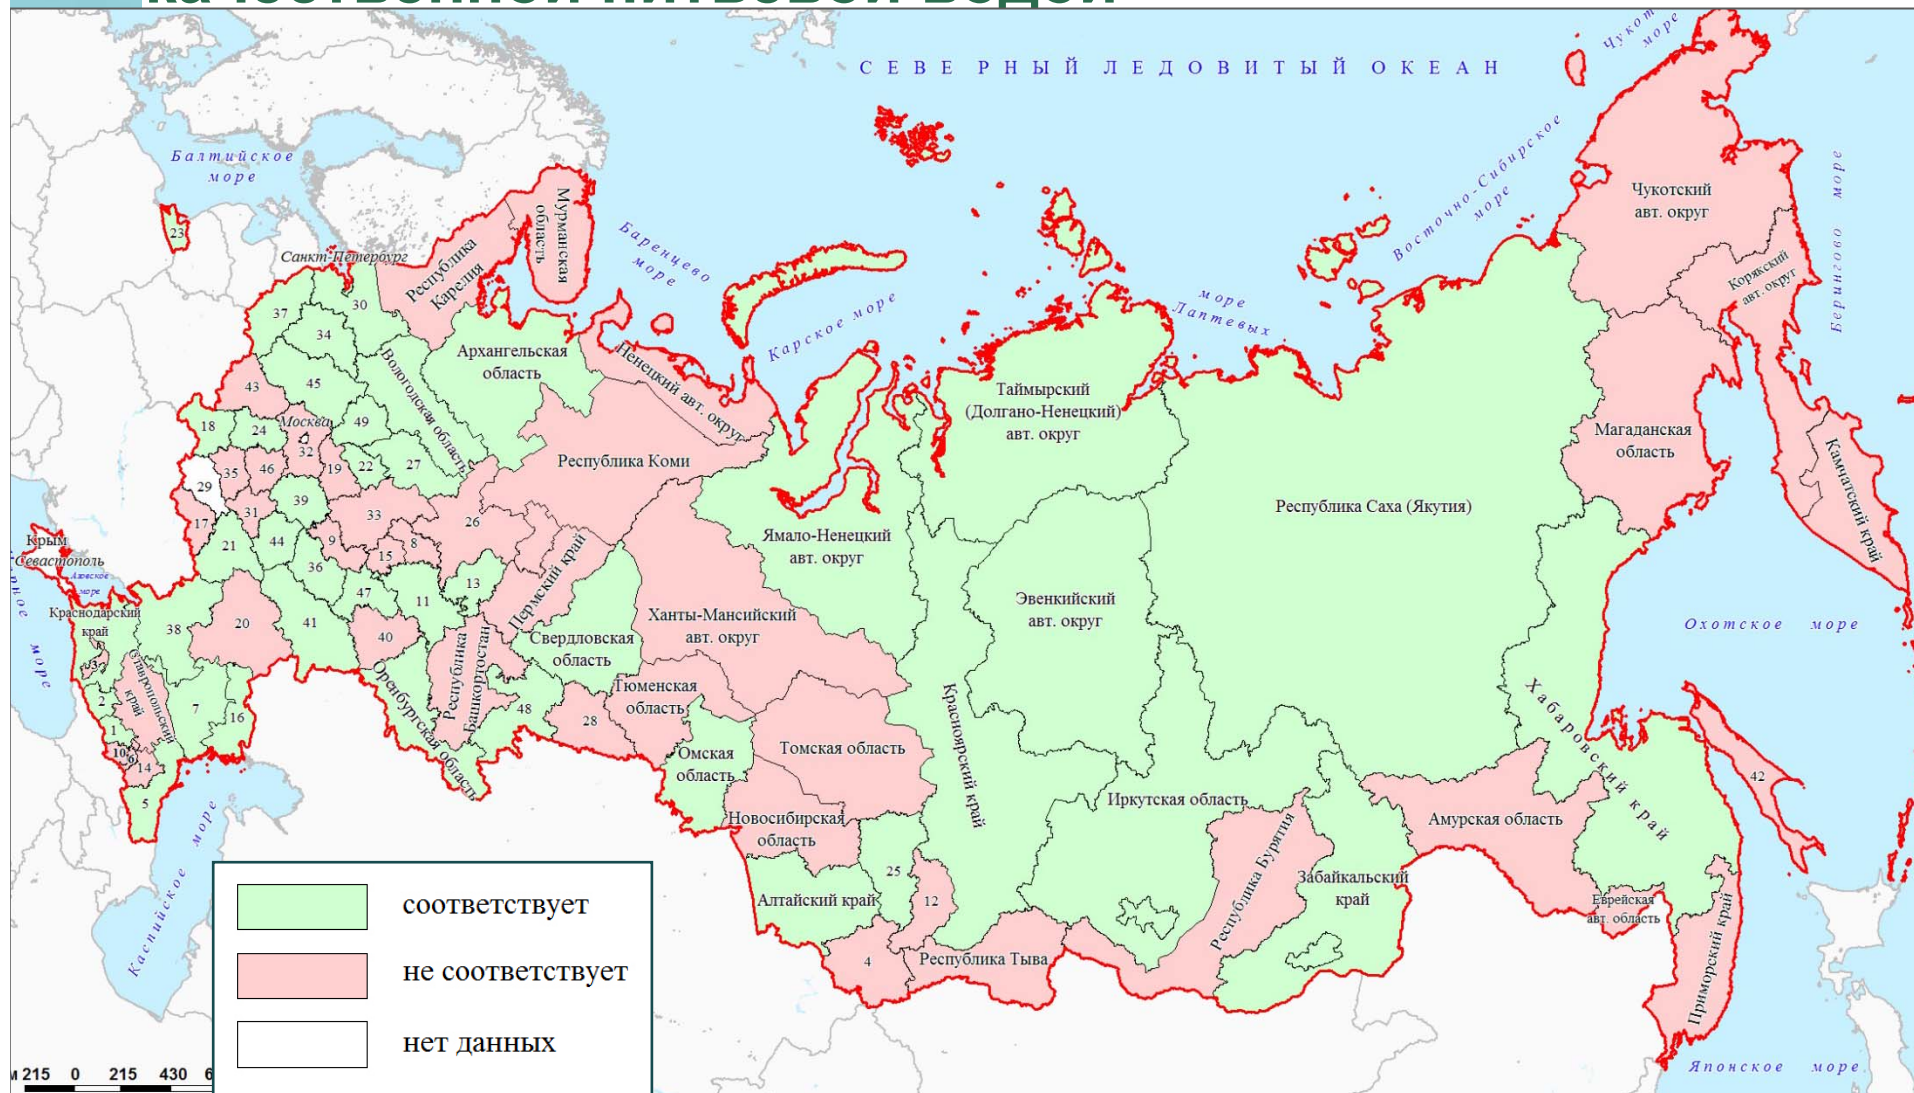 качественной питьевой водой
СЕВЕРНЫЙ ЛЕДОВИТЫЙ ОКЕАН
Чукот
море
Балтийское
море
Баренцево
море
Карское море
море
Лаптевых
Восточно-Сибирское
море
Берингово море
Охотское море
Японское море
Каспийское море
Черное море
Азовское
море
Санкт-Петербург
Москва
Крым
Севастополь
Мурманская
область
Республика
Карелия
Архангельская
область
Ненецкий авт. округ
Вологодская область
Республика Коми
Ямало-Ненецкий
авт. округ
Таймырский
(Долгано-Ненецкий)
авт. округ
Эвенкийский
авт. округ
Республика Саха (Якутия)
Чукотский
авт. округ
Корякский
авт. округ
Магаданская
область
Камчатский край
Пермский край
Свердловская
область
Ханты-Мансийский
авт. округ
Тюменская
область
Омская
область
Томская область
Новосибирская
область
Красноярский край
Алтайский край
Иркутская область
Республика Бурятия
Забайкальский
край
Республика Тыва
Амурская область
Хабаровский край
Еврейская
авт. область
Приморский край
Краснодарский
край
Ставропольский
край
Оренбургская область
Республика
Башкортостан
23
37
30
34
43
45
18
24
49
29
35
46
32
19
22
27
17
31
39
33
26
21
44
9
8
15
36
47
11
13
38
20
41
40
3
2
1
7
16
10
6
14
5
48
28
25
12
4
42
соответствует
не соответствует
нет данных
м 215 0 215 430 6